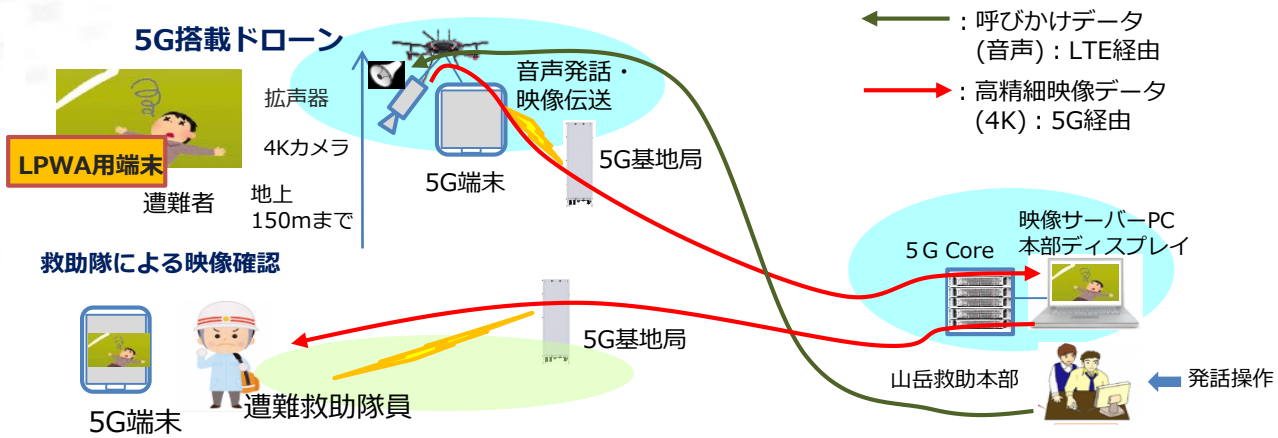 5G搭載ドローン
LPWA用端末
遭難者
拡声器
4Kカメラ
地上
150mまで
音声発話・
映像伝送
5G端末
5G基地局
：呼びかけデータ
(音声)：LTE経由
：高精細映像データ
(4K)：5G経由
救助隊による映像確認
5G端末
遭難救助隊員
5G基地局
5G Core
映像サーバーPC
本部ディスプレイ
山岳救助本部
発話操作